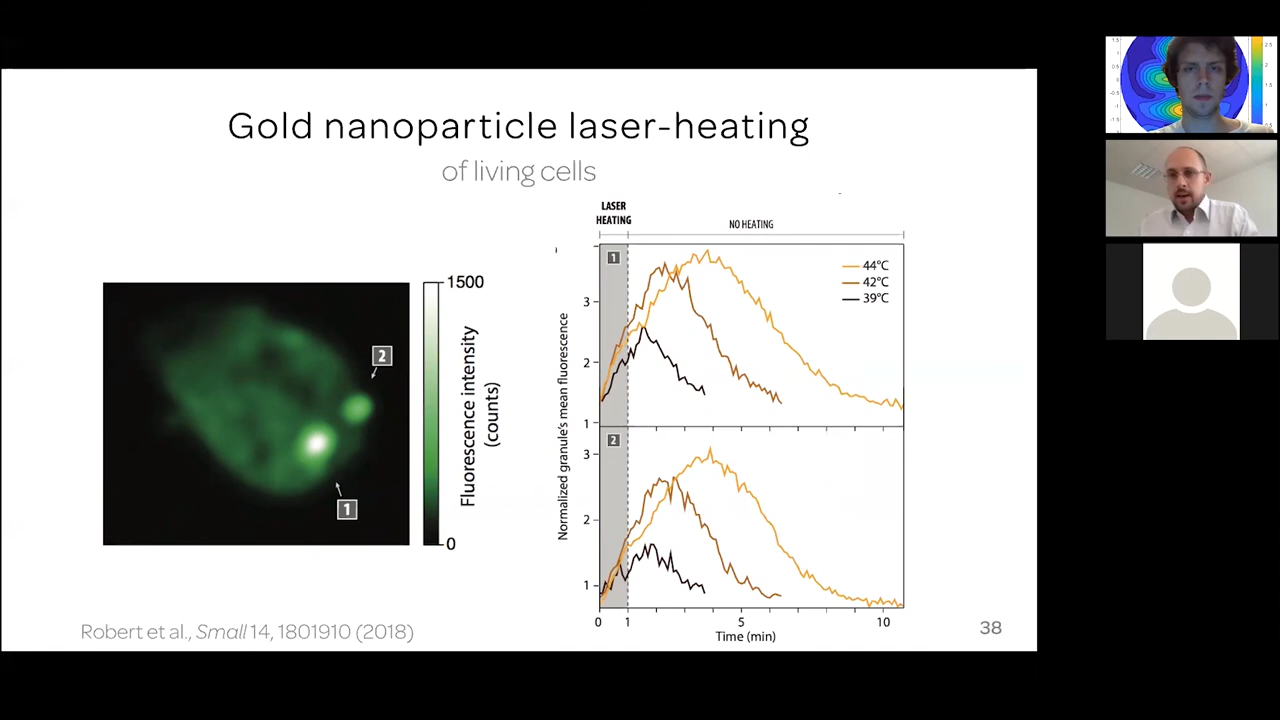 Gold nanoparticle laser-heating
of living cells
LASER
HEATING
NO HEATING
1
44°C
42°C
39°C
3
2
1
2
3
2
1
Normalized granule's mean fluorescence
0
1
5
10
Time (min)
1500
0
Fluorescence intensity
(counts)
2
1
Robert et al., Small 14, 1801910 (2018)
38